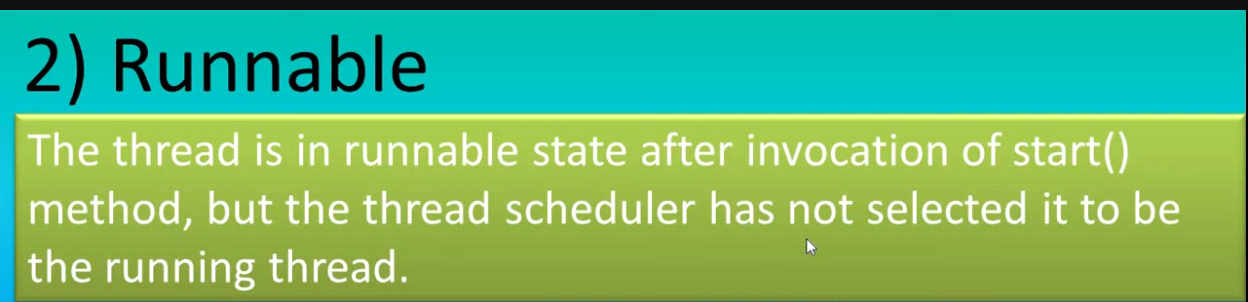 2) Runnable
The thread is in runnable state after invocation of start()
method, but the thread scheduler has not selected it to be
the running thread.